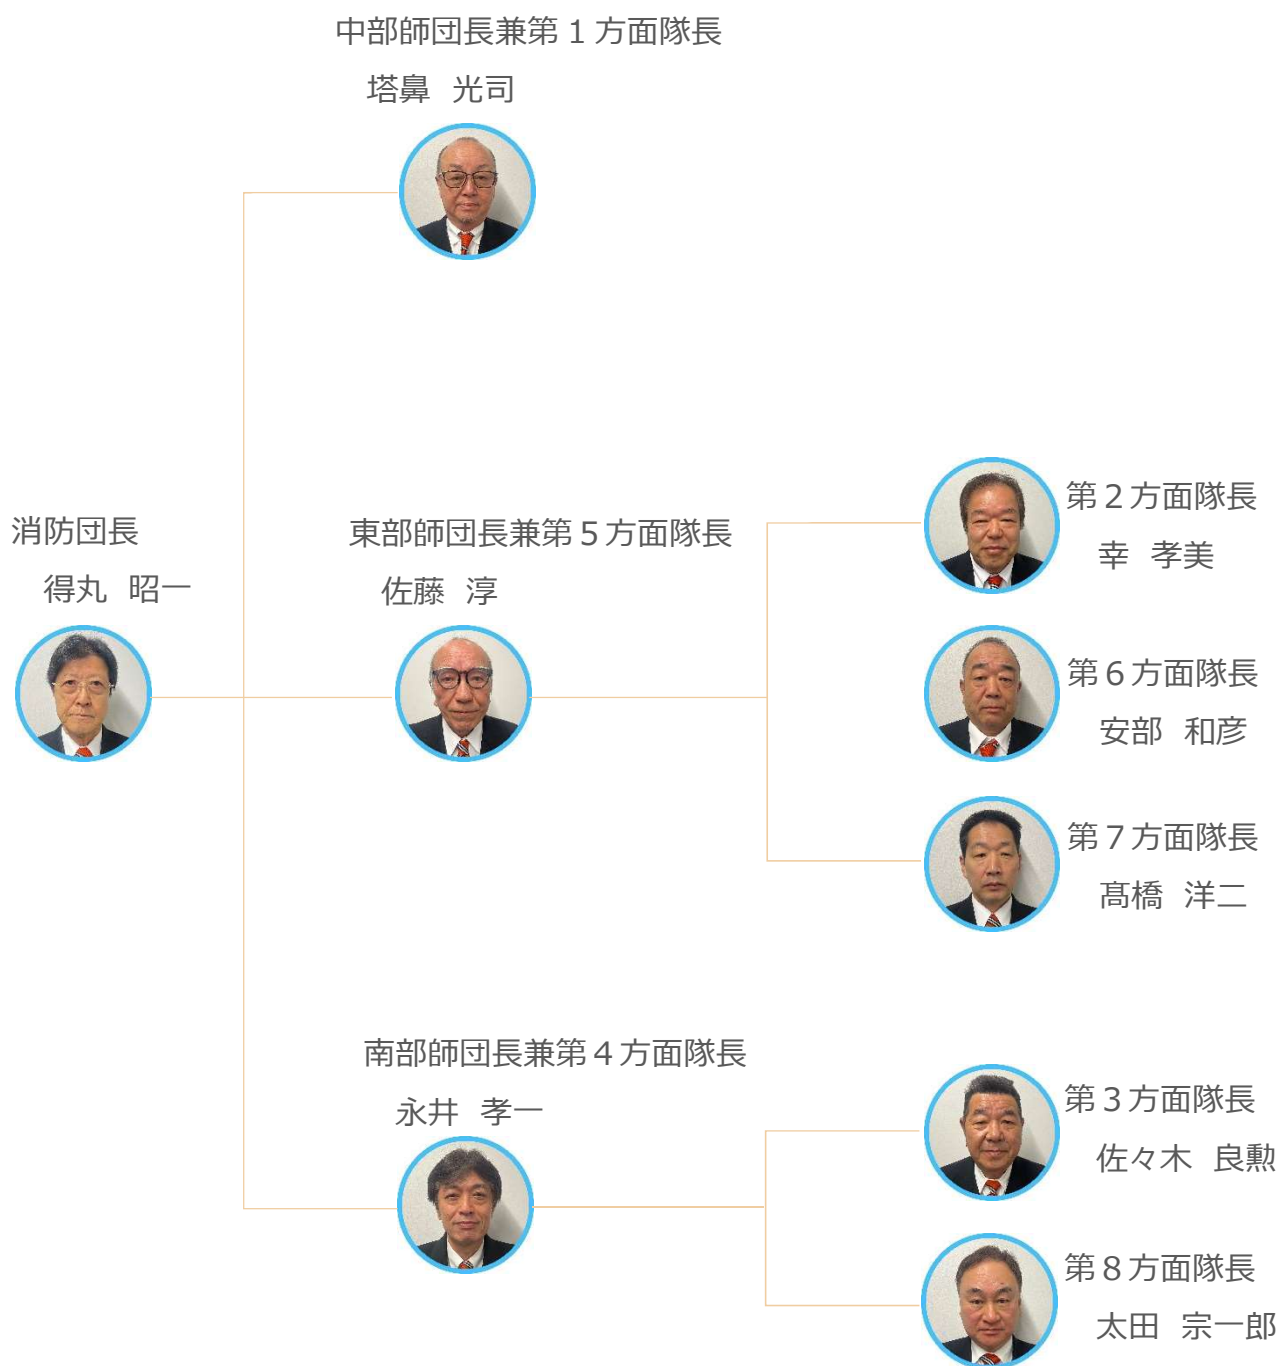 中部師団長兼第１方面隊長
塔鼻 光司
消防団長
得丸 昭一
東部師団長兼第５方面隊長
佐藤 淳
第２方面隊長
幸 孝美
第６方面隊長
安部 和彦
第７方面隊長
髙橋 洋二
南部師団長兼第４方面隊長
永井 孝一
第３方面隊長
佐々木 良勲
第８方面隊長
太田 宗一郎